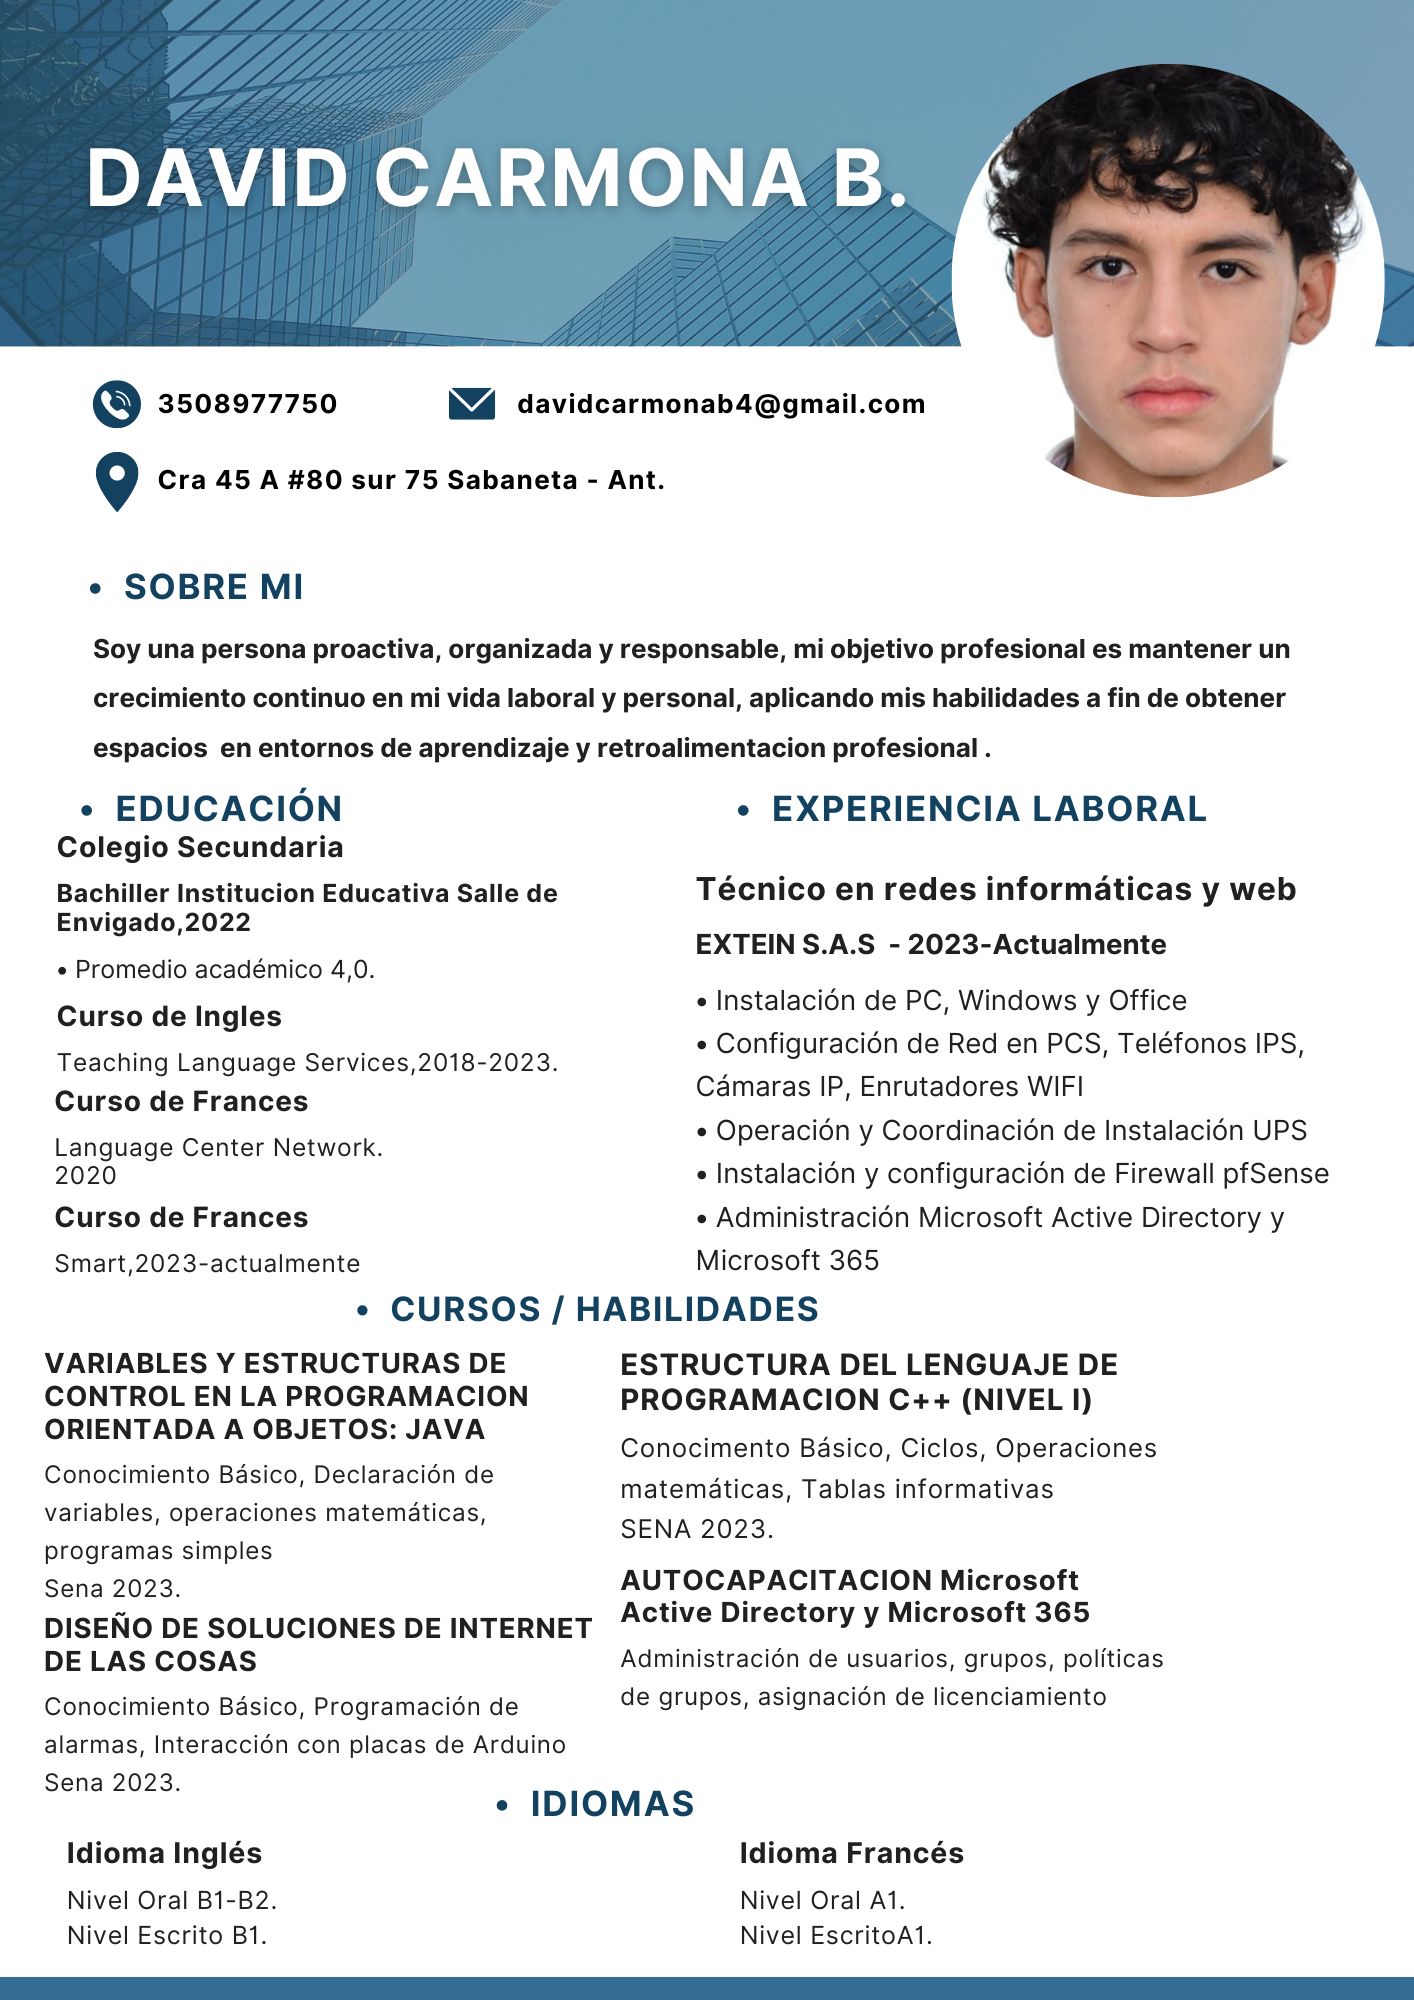 DAVID CARMONA B.
3508977750
davidcarmonab4@gmail.com
Cra 45 A #80 sur 75 Sabaneta - Ant.
• SOBRE MI
Soy una persona proactiva, organizada y responsable, mi objetivo profesional es mantener un
crecimiento continuo en mi vida laboral y personal, aplicando mis habilidades a fin de obtener
espacios  en entornos de aprendizaje y retroalimentacion profesional .
• EDUCACIÓN
Colegio Secundaria
Bachiller Institucion Educativa Salle de
Envigado,2022
• Promedio académico 4,0.
Curso de Ingles
Teaching Language Services,2018-2023.
Curso de Frances
Language Center Network.
2020
Curso de Frances
Smart,2023-actualmente
• EXPERIENCIA LABORAL
Técnico en redes informáticas y web
EXTEIN S.A.S  - 2023-Actualmente
• Instalación de PC, Windows y Office
• Configuración de Red en PCS, Teléfonos IPS,
Cámaras IP, Enrutadores WIFI
• Operación y Coordinación de Instalación UPS
• Instalación y configuración de Firewall pfSense
• Administración Microsoft Active Directory y
Microsoft 365
• CURSOS / HABILIDADES
VARIABLES Y ESTRUCTURAS DE
CONTROL EN LA PROGRAMACION
ORIENTADA A OBJETOS: JAVA
Conocimiento Básico, Declaración de
variables, operaciones matemáticas,
programas simples
Sena 2023.
DISEÑO DE SOLUCIONES DE INTERNET
DE LAS COSAS
Conocimiento Básico, Programación de
alarmas, Interacción con placas de Arduino
Sena 2023.
ESTRUCTURA DEL LENGUAJE DE
PROGRAMACION C++ (NIVEL I)
Conocimento Básico, Ciclos, Operaciones
matemáticas, Tablas informativas
SENA 2023.
AUTOCAPACITACION Microsoft
Active Directory y Microsoft 365
Administración de usuarios, grupos, políticas
de grupos, asignación de licenciamiento
• IDIOMAS
Idioma Inglés
Nivel Oral B1-B2.
Nivel Escrito B1.
Idioma Francés
Nivel Oral A1.
Nivel EscritoA1.